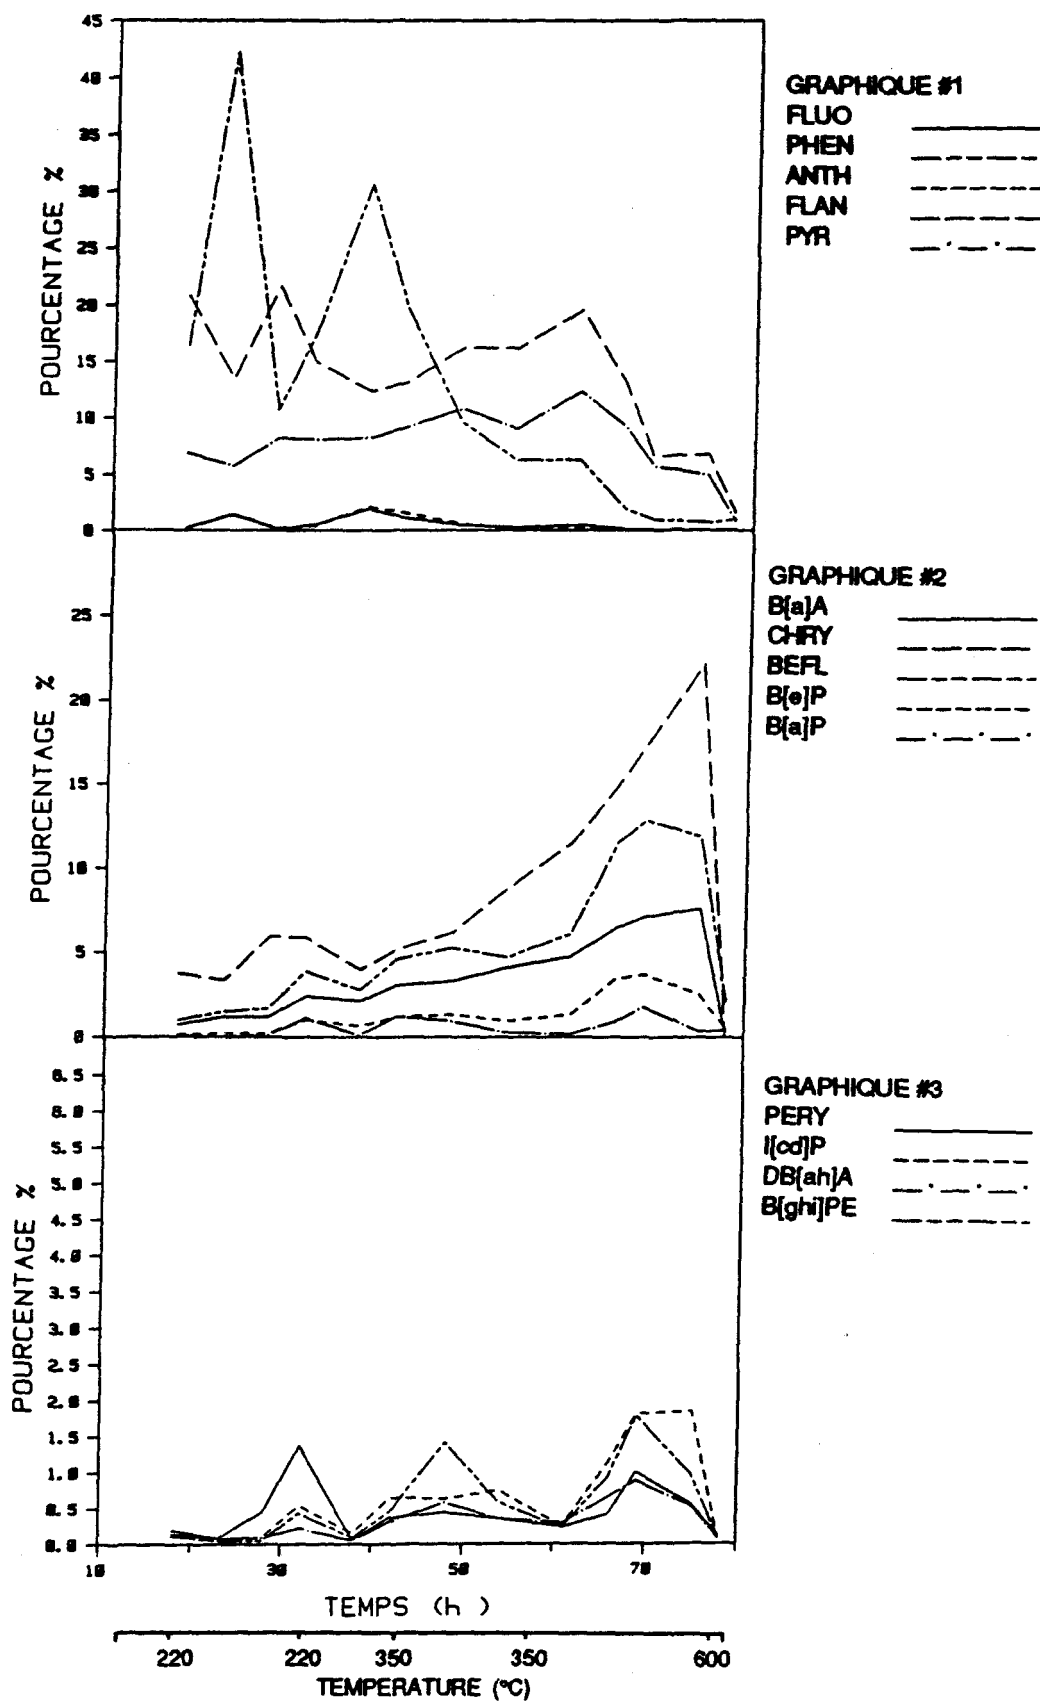 45
40
35
30
25
20
15
10
5
0
POURCENTAGE %
GRAPHIQUE #1
FLUO
PHEN
ANTH
FLAN
PYR
25
20
15
10
5
0
POURCENTAGE %
GRAPHIQUE #2
B[a]A
CHRY
BEFL
B[e]P
B[a]P
6.5
6.0
5.5
5.0
4.5
4.0
3.5
3.0
2.5
2.0
1.5
1.0
0.5
0.0
POURCENTAGE %
GRAPHIQUE #3
PERY
I[cd]P
DB[ah]A
B[ghi]PE
10 30 50 70
TEMPS (h )
220 220 350 350 600
TEMPERATURE (°C)